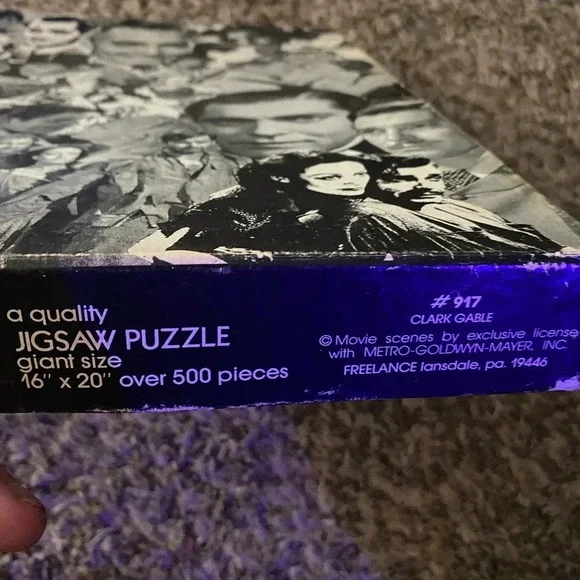 a quality
JIGSAW PUZZLE
giant size
16" x 20" over 500 pieces
# 917
CLARK GABLE
© Movie scenes by exclusive license
with METRO-GOLDWYN-MAYER, INC.
FREELANCE lansdale, pa. 19446